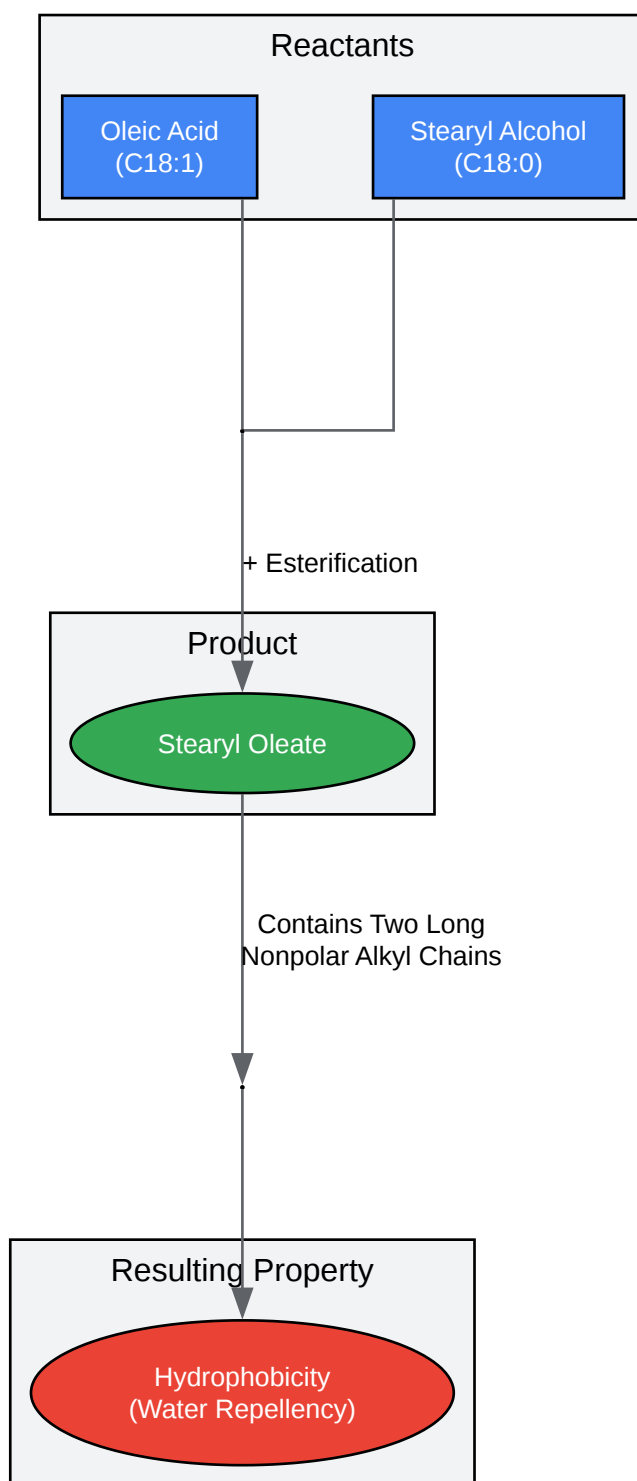 Reactants
Oleic Acid
(C18:1)
Stearyl Alcohol
(C18:0)
+ Esterification
Product
Stearyl Oleate
Contains Two Long
Nonpolar Alkyl Chains
Resulting Property
Hydrophobicity
(Water Repellency)